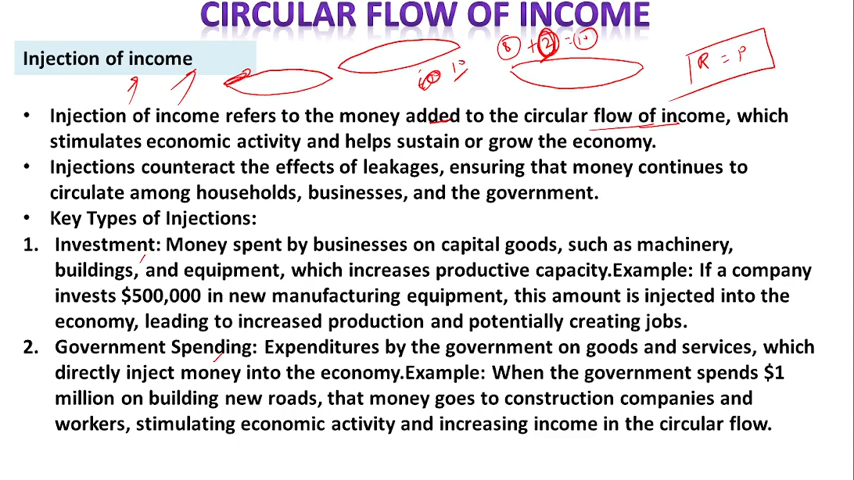 CIRCULAR FLOW OF INCOME
Injection of income
8 + 2 = 10
10
R = P
• Injection of income refers to the money added to the circular flow of income, which
stimulates economic activity and helps sustain or grow the economy.
• Injections counteract the effects of leakages, ensuring that money continues to
circulate among households, businesses, and the government.
• Key Types of Injections:
1. Investment: Money spent by businesses on capital goods, such as machinery,
buildings, and equipment, which increases productive capacity.Example: If a company
invests $500,000 in new manufacturing equipment, this amount is injected into the
economy, leading to increased production and potentially creating jobs.
2. Government Spending: Expenditures by the government on goods and services, which
directly inject money into the economy.Example: When the government spends $1
million on building new roads, that money goes to construction companies and
workers, stimulating economic activity and increasing income in the circular flow.